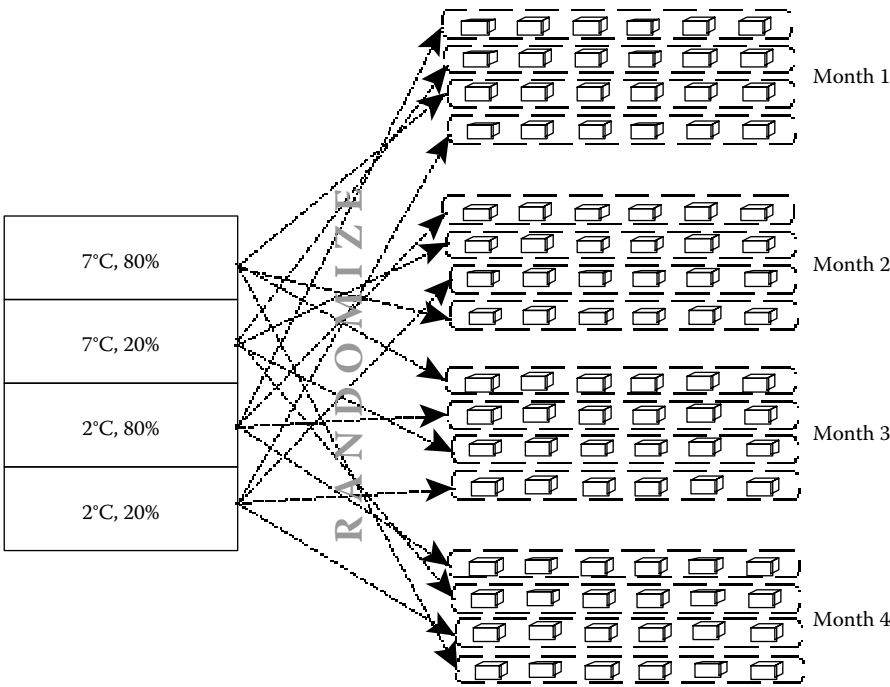 7°C, 80%
7°C, 20%
2°C, 80%
2°C, 20%
RANDOMIZE
Month 1
Month 2
Month 3
Month 4